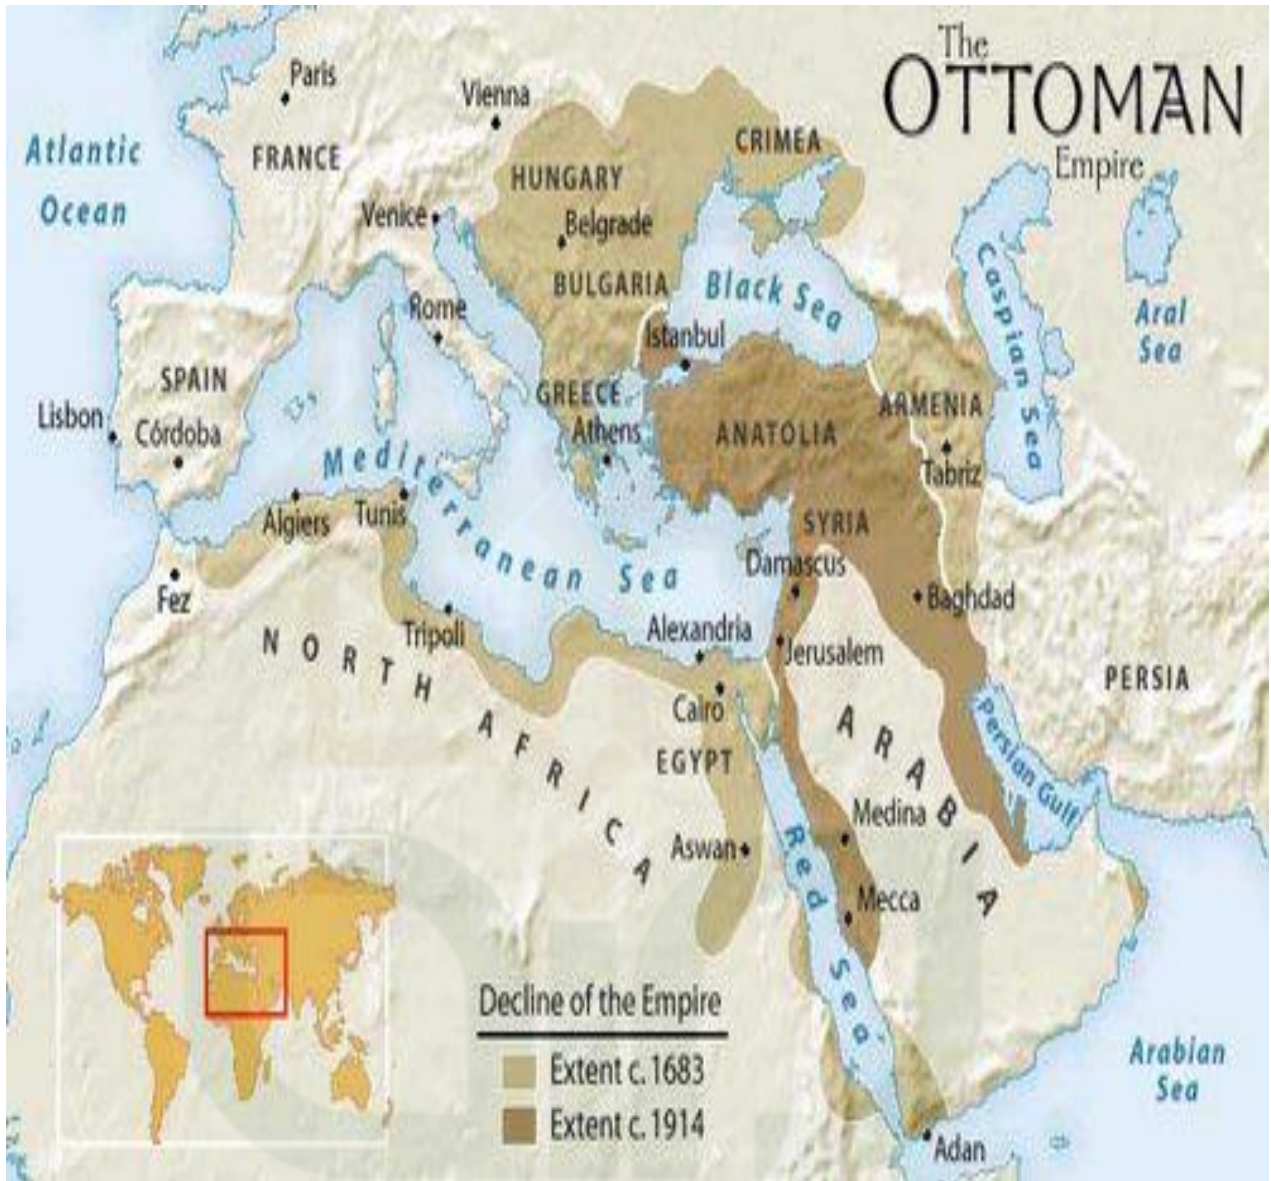 The
OTTOMAN
Empire
Paris
Vienna
FRANCE
CRIMEA
Atlantic
Ocean
HUNGARY
Venice
Belgrade
BULGARIA
Black Sea
Caspian Sea
Aral
Sea
Rome
Istanbul
SPAIN
GREECE
ARMENIA
Lisbon
Córdoba
Athens
ANATOLIA
Mediterranean Sea
Tabriz
Algiers
Tunis
SYRIA
Damascus
Fez
Baghdad
Tripoli
Alexandria
Jerusalem
NORTH AFRICA
PERSIA
Cairo
ARABIA
Persian Gulf
EGYPT
Medina
Aswan
Red Sea
Mecca
Decline of the Empire
Extent c. 1683
Extent c. 1914
Arabian
Sea
Adan